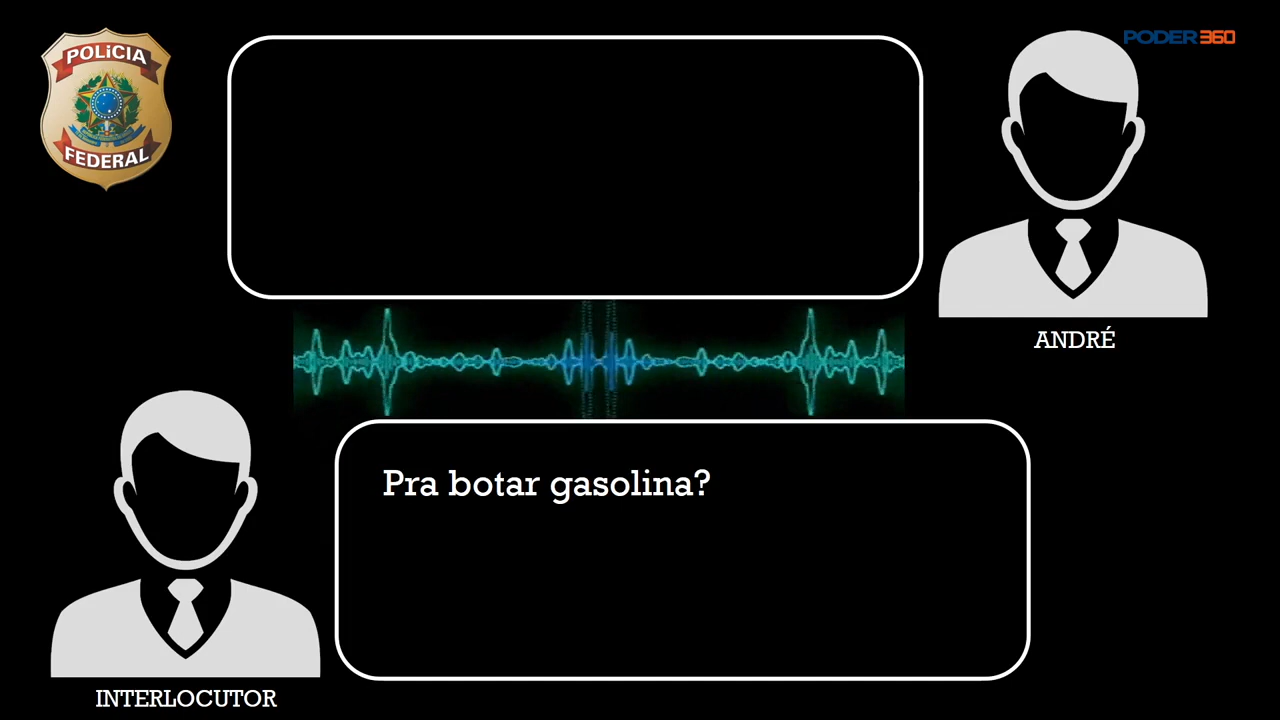 POLÍCIA
FEDERAL
PODER360
ANDRÉ
Pra botar gasolina?
INTERLOCUTOR